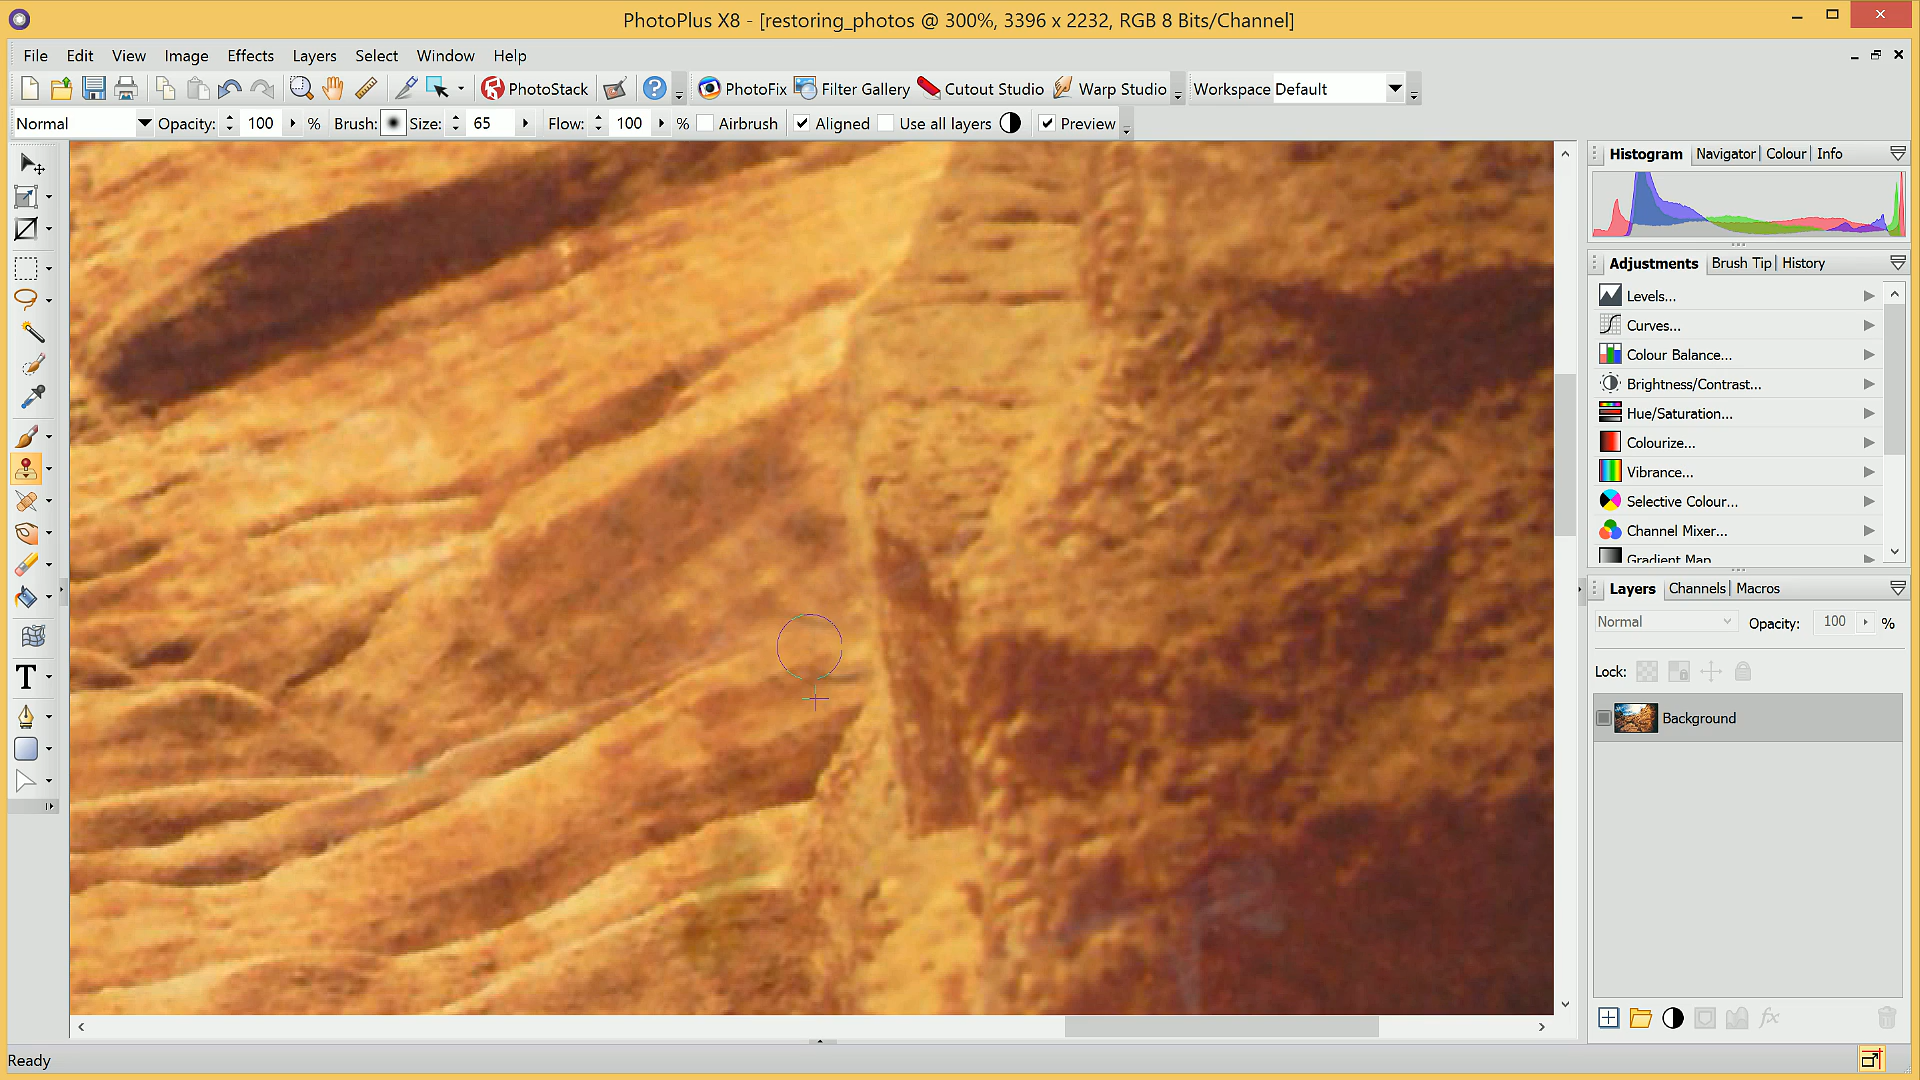 PhotoPlus X8 - [restoring_photos @ 300%, 3396 x 2232, RGB 8 Bits/Channel]
File Edit View Image Effects Layers Select Window Help
PhotoStack ? PhotoFix Filter Gallery Cutout Studio Warp Studio Workspace Default
Normal Opacity: 100 % Brush: Size: 65 Flow: 100 % Airbrush Aligned Use all layers Preview
Histogram Navigator Colour Info
Adjustments Brush Tip History
Levels...
Curves...
Colour Balance...
Brightness/Contrast...
Hue/Saturation...
Colourize...
Vibrance...
Selective Colour...
Channel Mixer...
Gradient Map
T
Layers Channels Macros
Normal Opacity: 100 %
Lock:
Background
fx
Ready